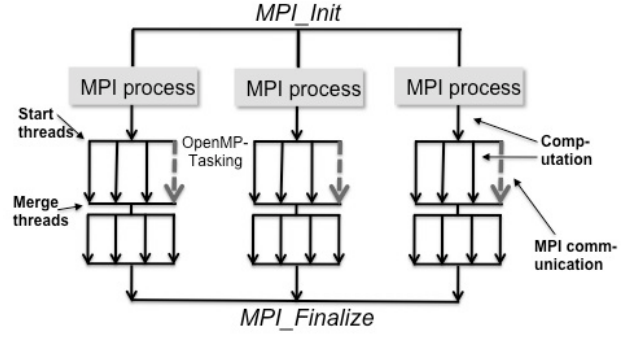 MPI_Init
MPI process
MPI process
MPI process
Start
threads
OpenMP-
Tasking
Comp-
utation
Merge
threads
MPI comm-
unication
MPI_Finalize